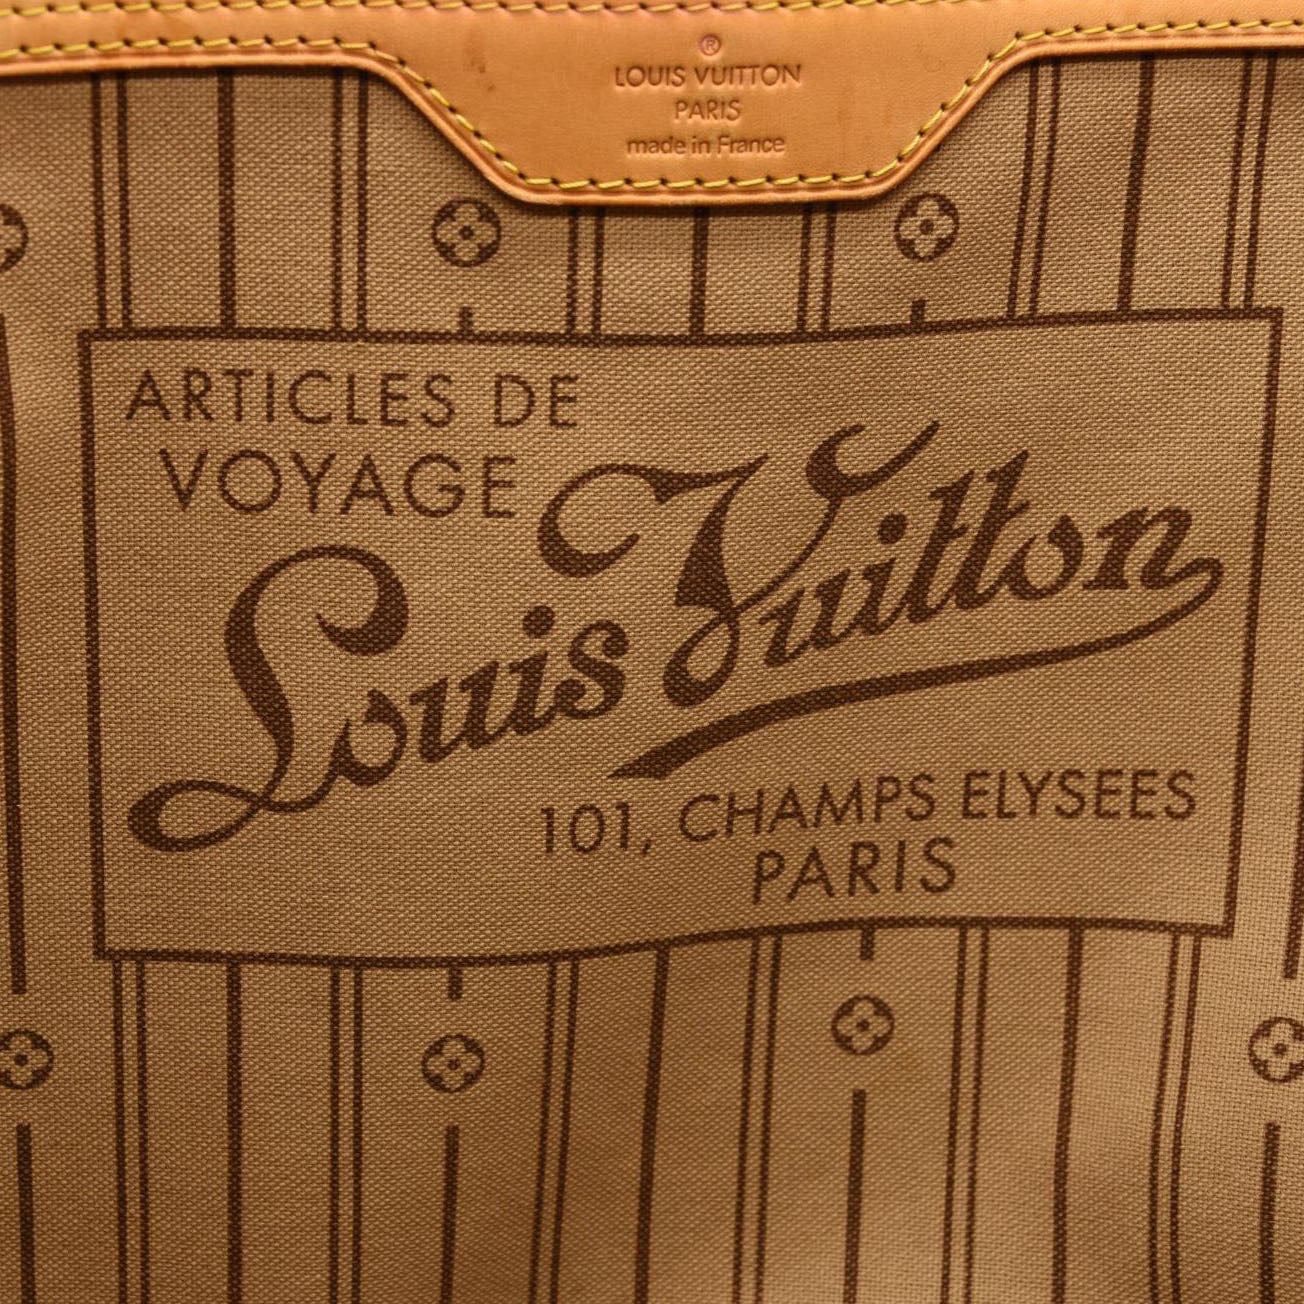 ®
LOUIS VUITTON
PARIS
made in France
ARTICLES DE
VOYAGE
Louis Vuitton
101, CHAMPS ELYSEES
PARIS